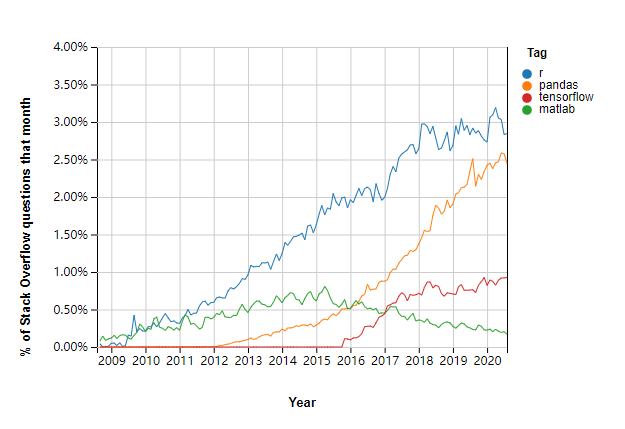 4.00%
3.50%
3.00%
2.50%
2.00%
1.50%
1.00%
0.50%
0.00%
% of Stack Overflow questions that month
2009 2010 2011 2012 2013 2014 2015 2016 2017 2018 2019 2020
Year
Tag
r
pandas
tensorflow
matlab